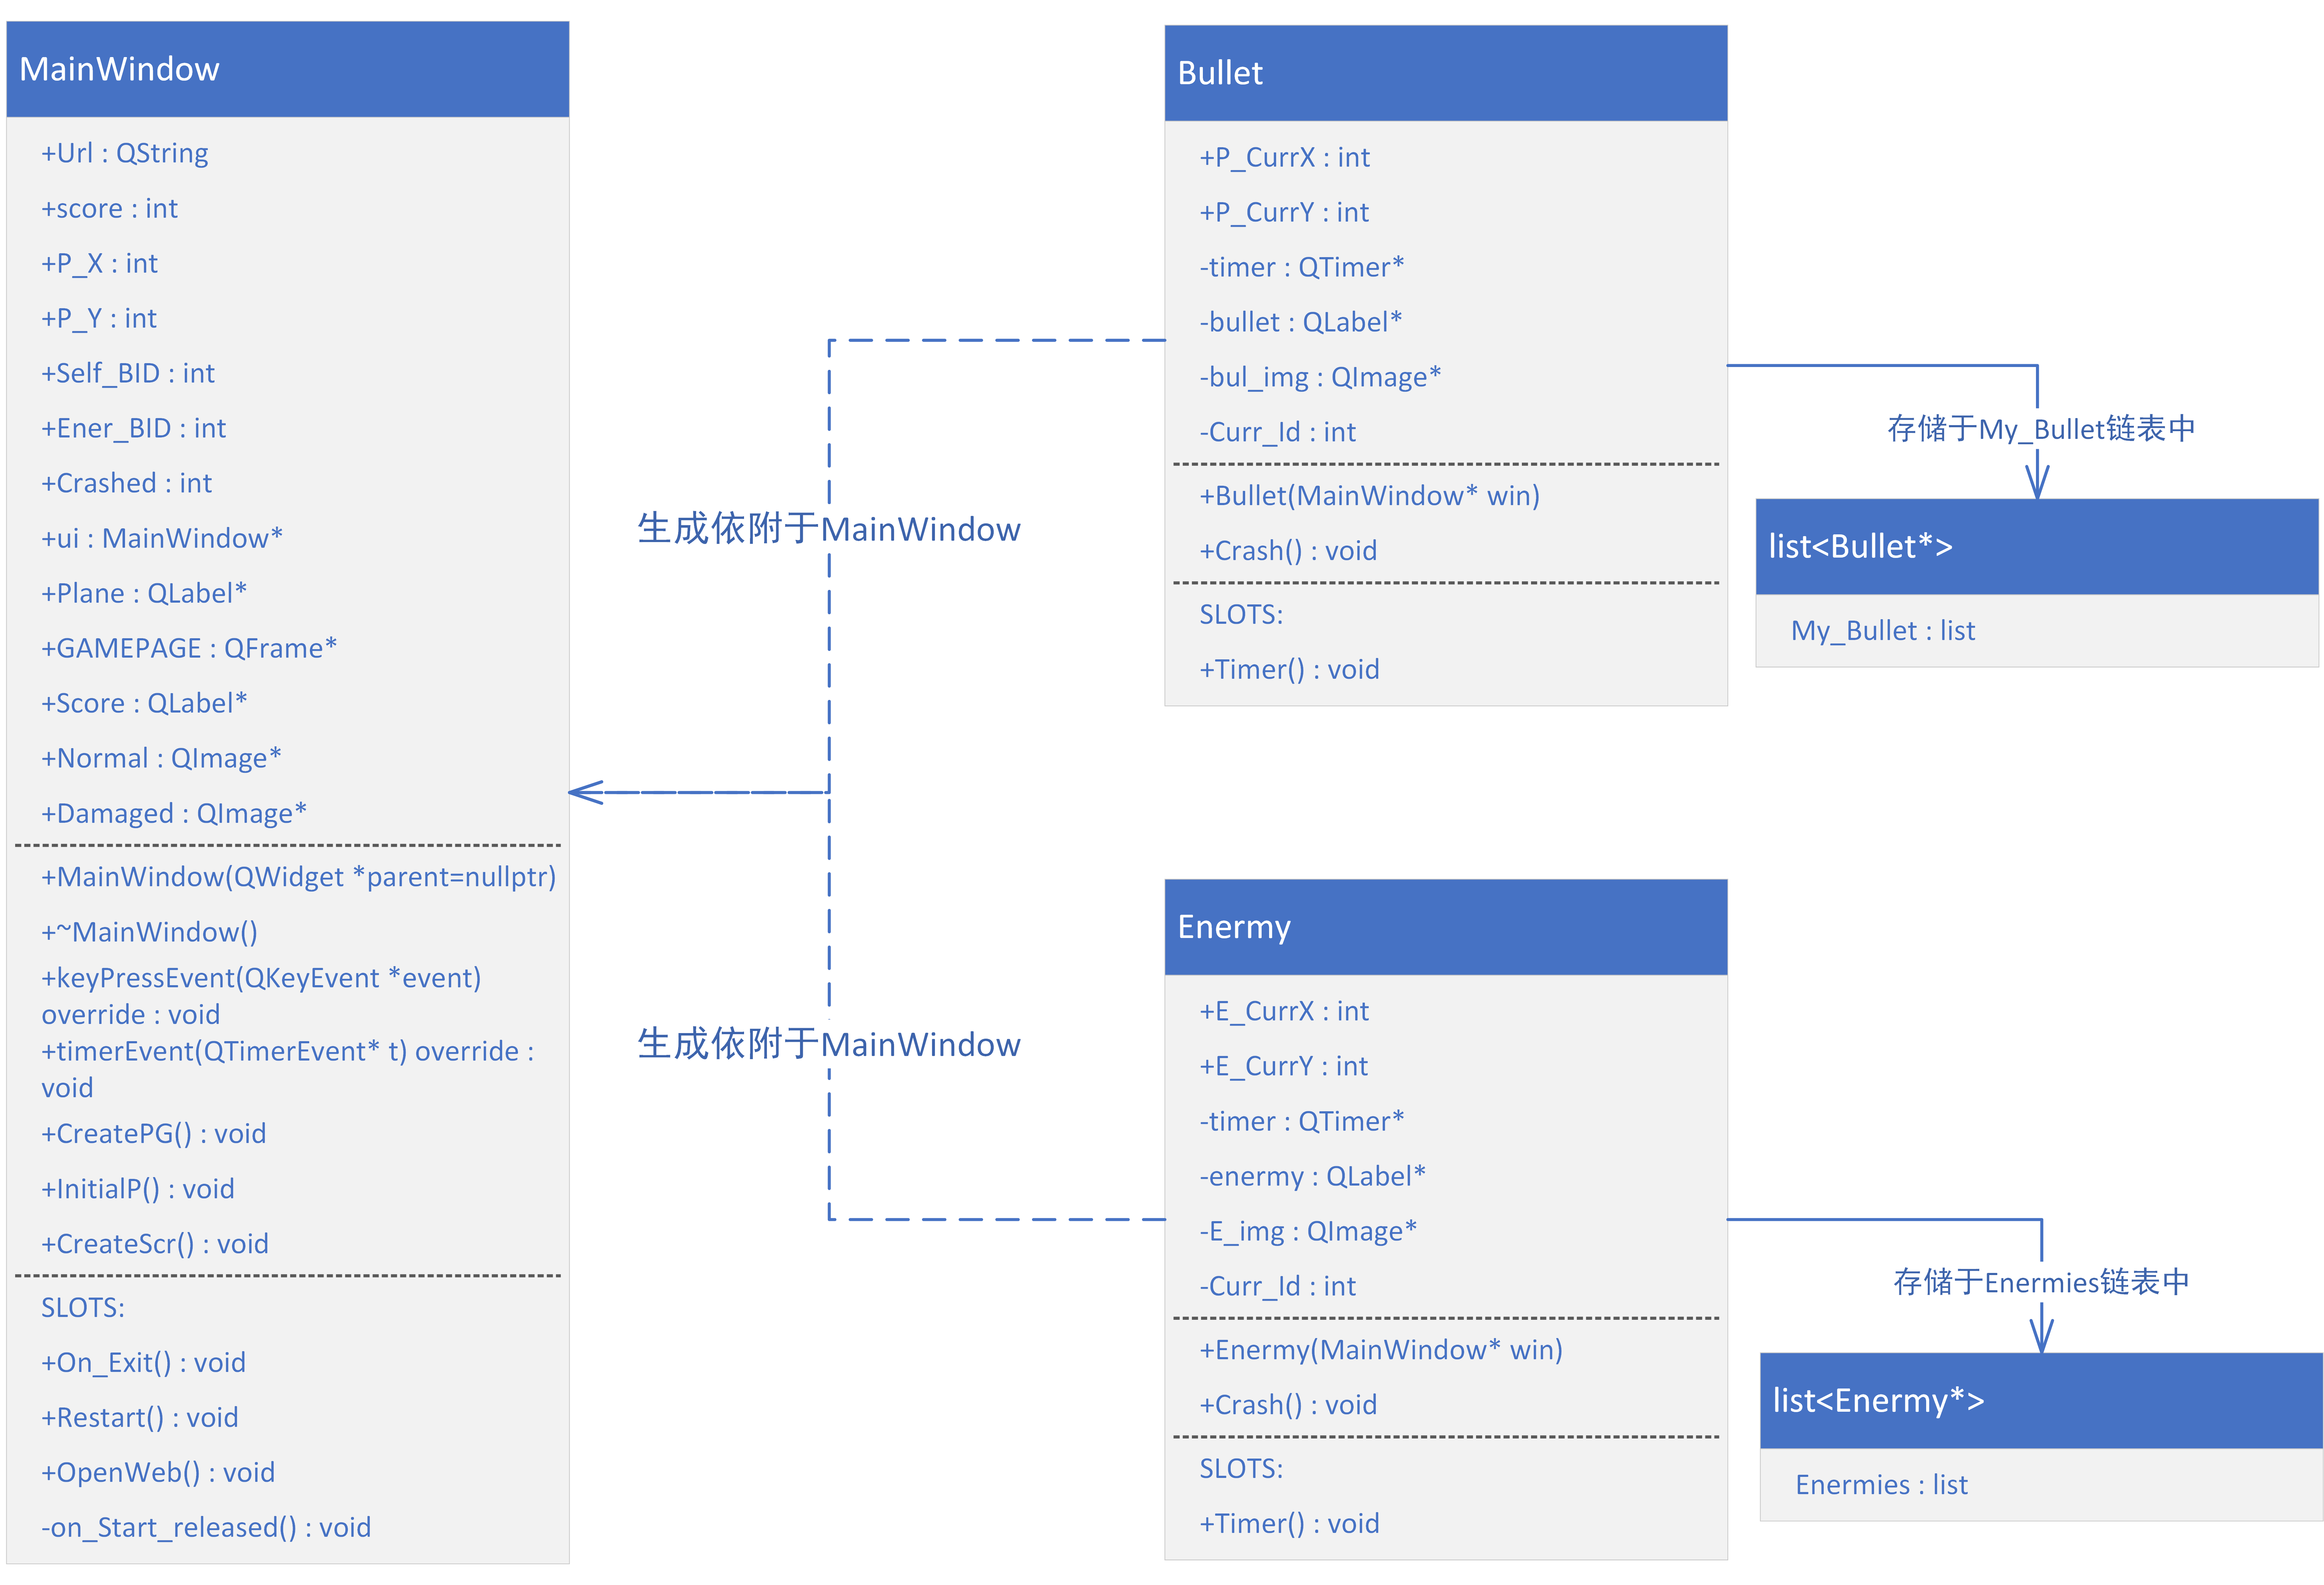 MainWindow
+Url : QString
+score : int
+P_X : int
+P_Y : int
+Self_BID : int
+Ener_BID : int
+Crashed : int
+ui : MainWindow*
+Plane : QLabel*
+GAMEPAGE : QFrame*
+Score : QLabel*
+Normal : QImage*
+Damaged : QImage*
+MainWindow(QWidget *parent=nullptr)
+~MainWindow()
+keyPressEvent(QKeyEvent *event)
override : void
+timerEvent(QTimerEvent* t) override :
void
+CreatePG() : void
+InitialP() : void
+CreateScr() : void
SLOTS:
+On_Exit() : void
+Restart() : void
+OpenWeb() : void
-on_Start_released() : void
生成依附于MainWindow
生成依附于MainWindow
Bullet
+P_CurrX : int
+P_CurrY : int
-timer : QTimer*
-bullet : QLabel*
-bul_img : QImage*
-Curr_Id : int
+Bullet(MainWindow* win)
+Crash() : void
SLOTS:
+Timer() : void
存储于My_Bullet链表中
list<Bullet*>
My_Bullet : list
Enermy
+E_CurrX : int
+E_CurrY : int
-timer : QTimer*
-enermy : QLabel*
-E_img : QImage*
-Curr_Id : int
+Enermy(MainWindow* win)
+Crash() : void
SLOTS:
+Timer() : void
存储于Enermies链表中
list<Enermy*>
Enermies : list